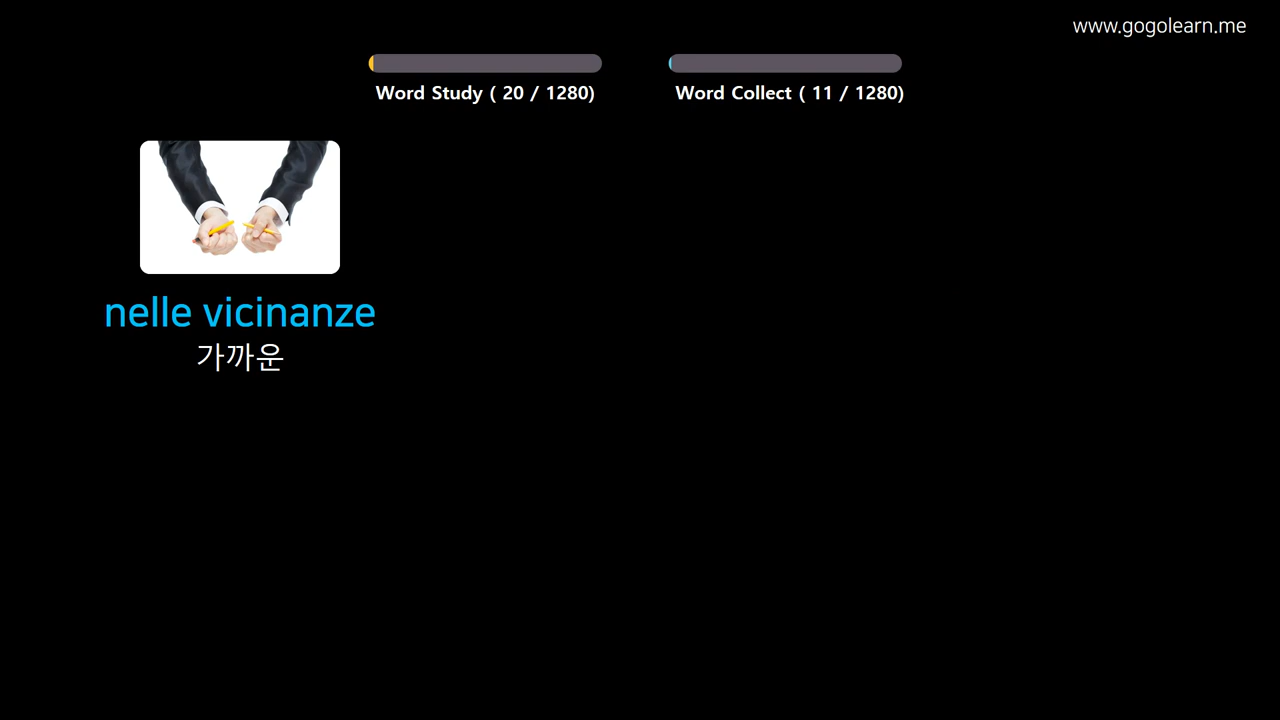 www.gogolearn.me
Word Study ( 20 / 1280)
Word Collect ( 11 / 1280)
nelle vicinanze
가까운